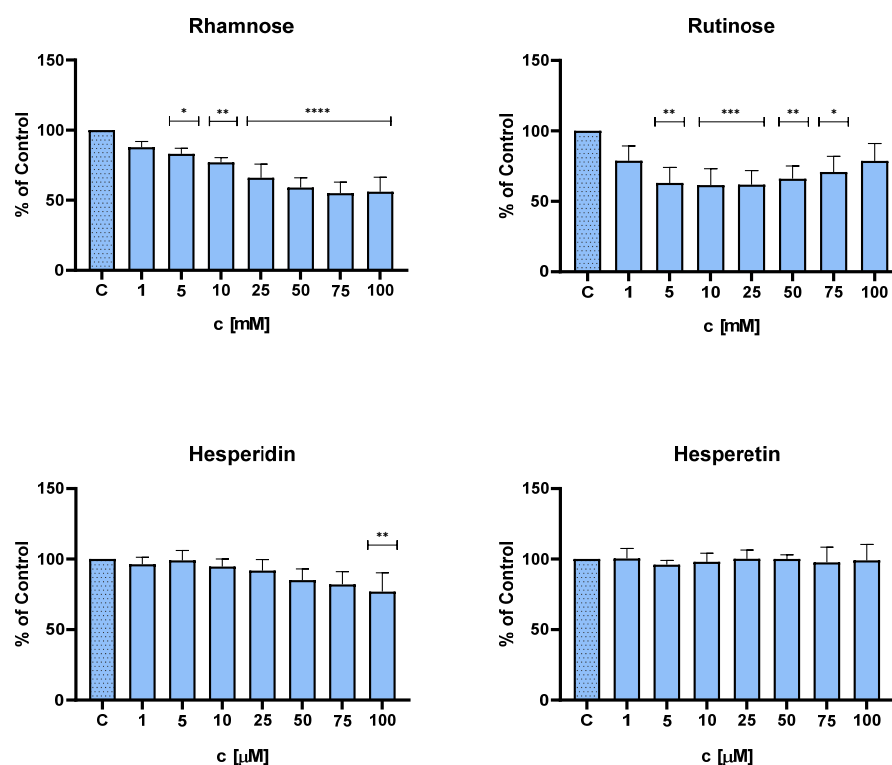 Rhamnose
150
100
50
0
% of Control
*
**
****
C 1 5 10 25 50 75 100
c [mM]
Rutinose
150
100
50
0
% of Control
**
***
**
*
C 1 5 10 25 50 75 100
c [mM]
Hesperidin
150
100
50
0
% of Control
**
C 1 5 10 25 50 75 100
c [μM]
Hesperetin
150
100
50
0
% of Control
C 1 5 10 25 50 75 100
c [μM]